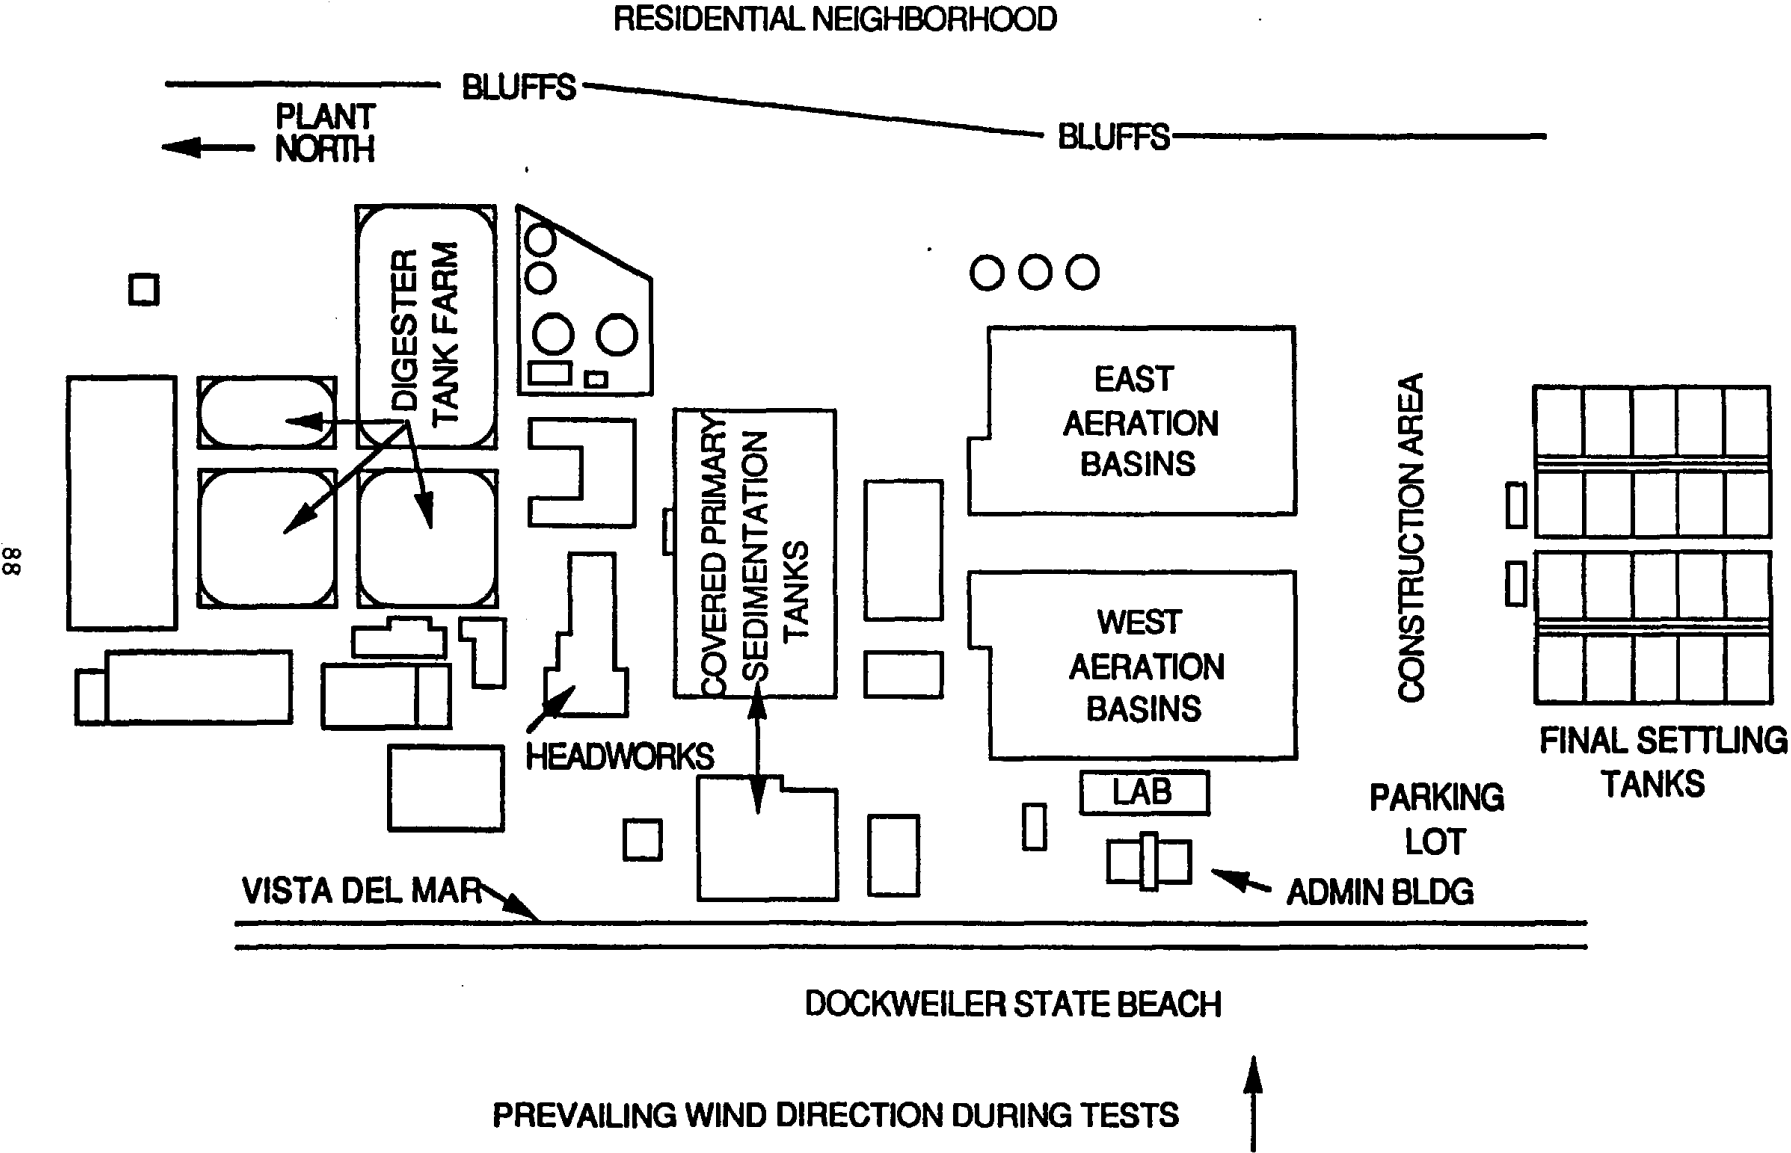 RESIDENTIAL NEIGHBORHOOD
BLUFFS
BLUFFS
PLANT
NORTH
DIGESTER
TANK FARM
COVERED PRIMARY
SEDIMENTATION
TANKS
EAST
AERATION
BASINS
WEST
AERATION
BASINS
CONSTRUCTION AREA
FINAL SETTLING
TANKS
HEADWORKS
LAB
PARKING
LOT
ADMIN BLDG
VISTA DEL MAR
DOCKWEILER STATE BEACH
PREVAILING WIND DIRECTION DURING TESTS
88